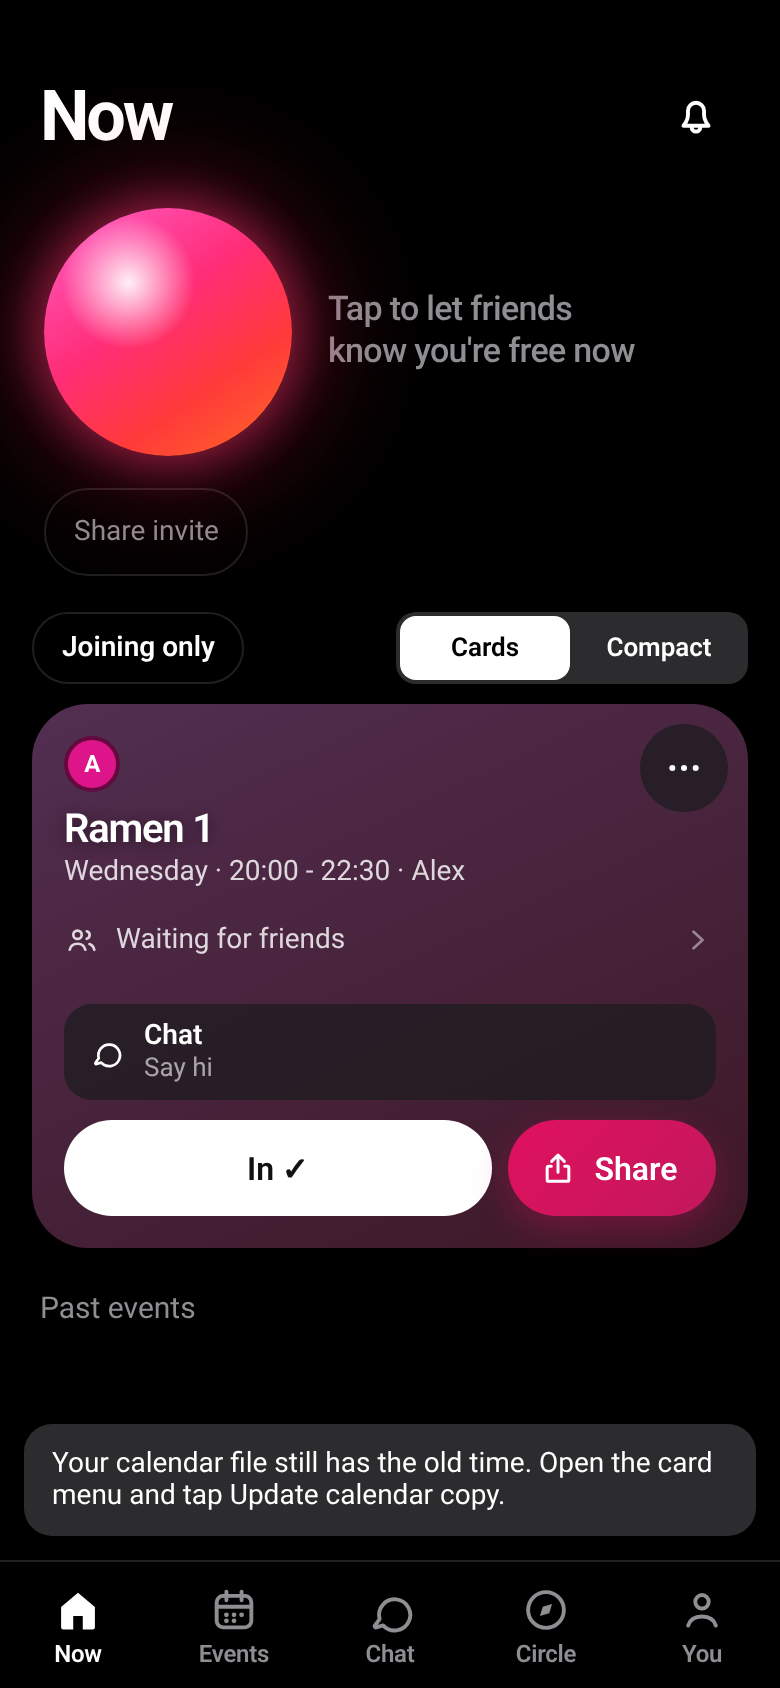 Now
Tap to let friends
know you're free now
Share invite
Joining only
Cards
Compact
A
Ramen 1
Wednesday · 20:00 - 22:30 · Alex
Waiting for friends
Chat
Say hi
In ✓
Share
Past events
Your calendar file still has the old time. Open the card
menu and tap Update calendar copy.
Now
Events
Chat
Circle
You